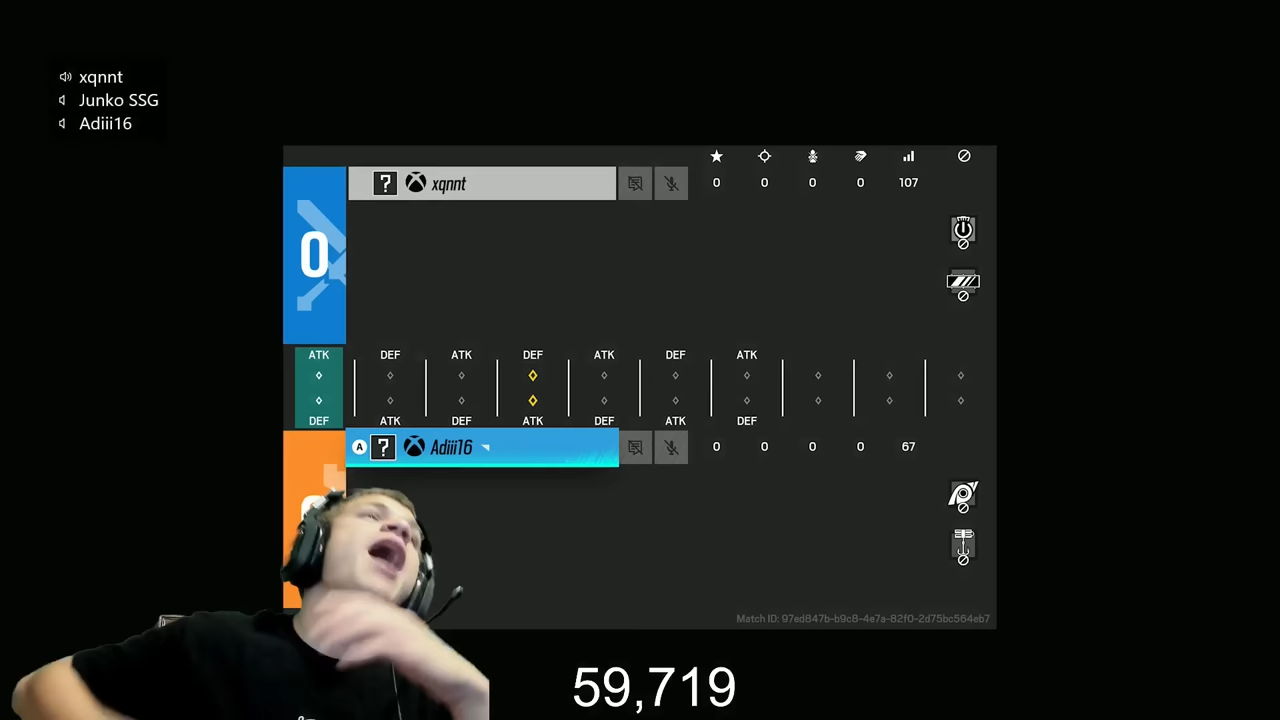 xqnnt
Junko SSG
Adiii16
0 ? xqnnt 0 0 0 0 107
ATK DEF ATK DEF ATK DEF ATK
DEF ATK DEF ATK DEF ATK DEF
A ? Adiii16 0 0 0 0 67
Match ID: 97ed847b-b9c8-4e7a-82f0-2d75bc564eb7
59,719